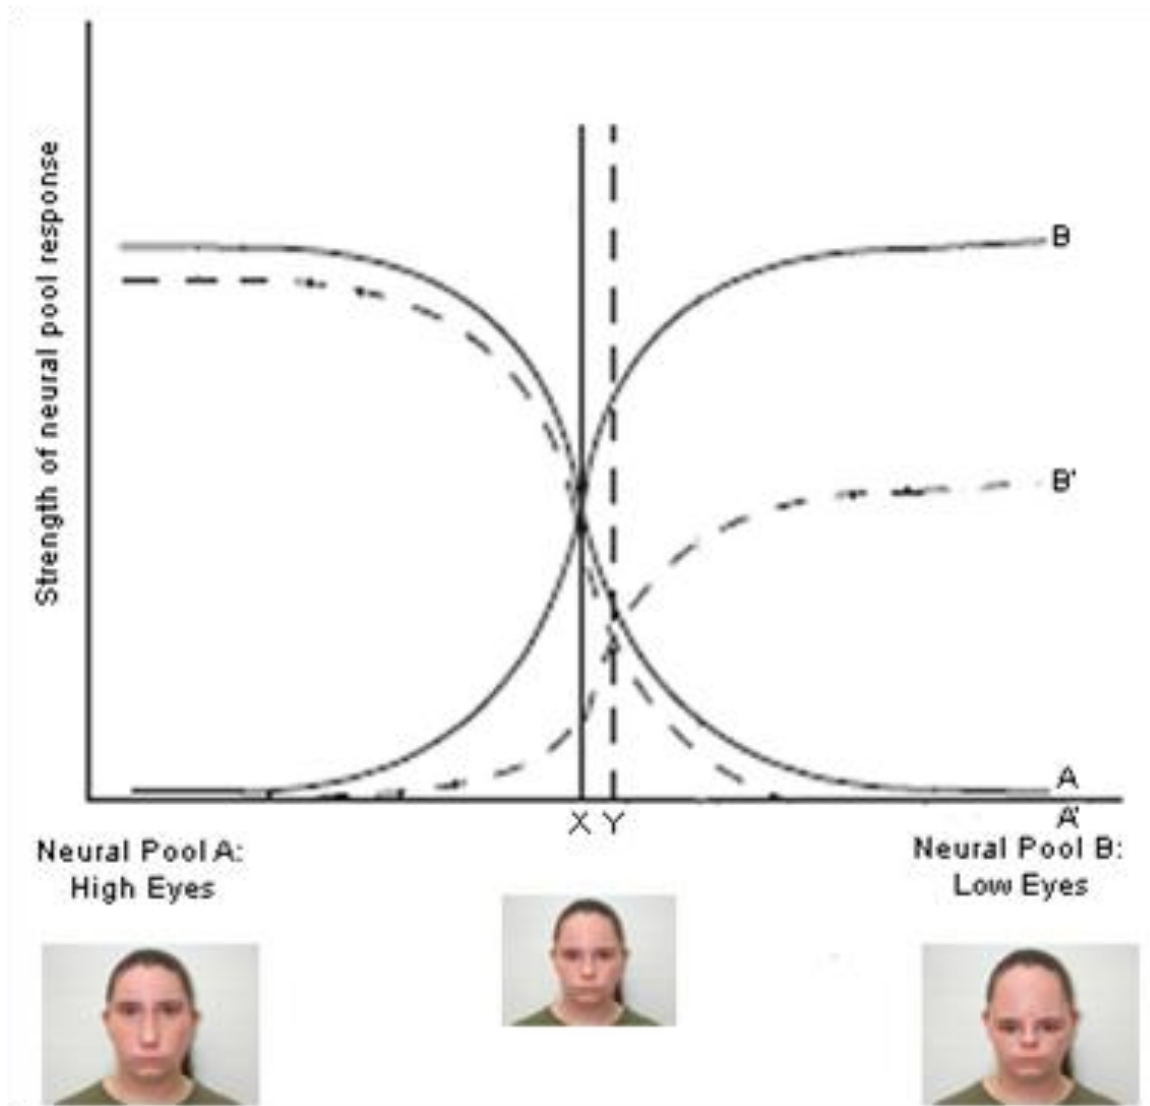 Strength of neural pool response
B
B'
A
A'
X Y
Neural Pool A:
High Eyes
Neural Pool B:
Low Eyes